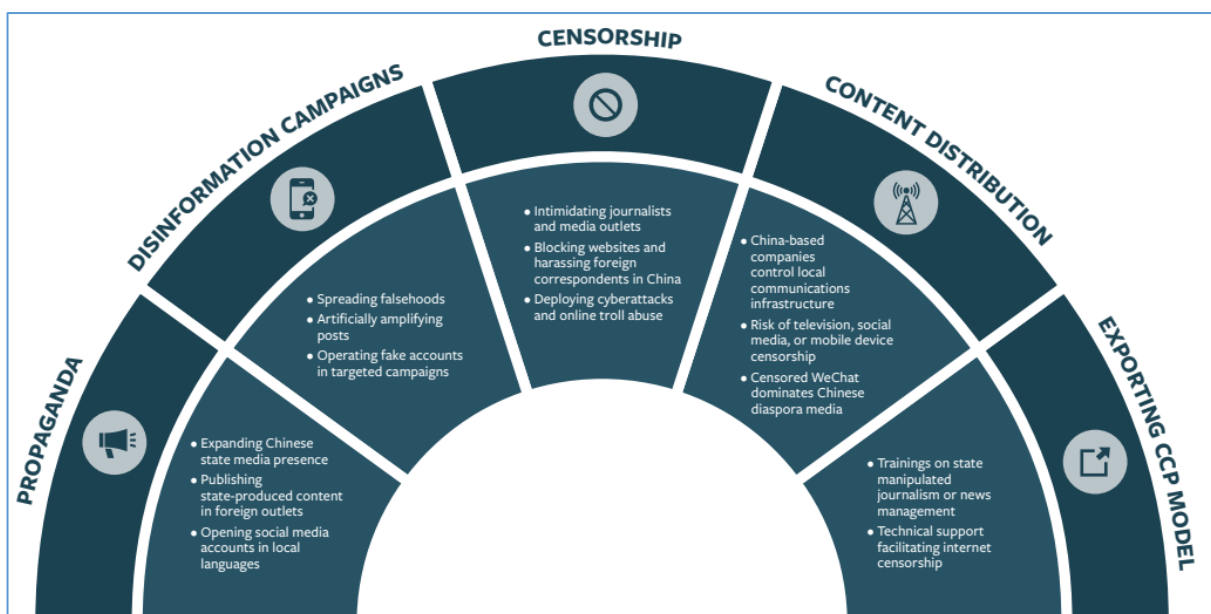 PROPAGANDA
• Expanding Chinese
state media presence
• Publishing
state-produced content
in foreign outlets
• Opening social media
accounts in local
languages
DISINFORMATION CAMPAIGNS
• Spreading falsehoods
• Artificially amplifying
posts
• Operating fake accounts
in targeted campaigns
CENSORSHIP
• Intimidating journalists
and media outlets
• Blocking websites and
harassing foreign
correspondents in China
• Deploying cyberattacks
and online troll abuse
CONTENT DISTRIBUTION
• China-based
companies
control local
communications
infrastructure
• Risk of television, social
media, or mobile device
censorship
• Censored WeChat
dominates Chinese
diaspora media
EXPORTING CCP MODEL
• Trainings on state
manipulated
journalism or news
management
• Technical support
facilitating internet
censorship